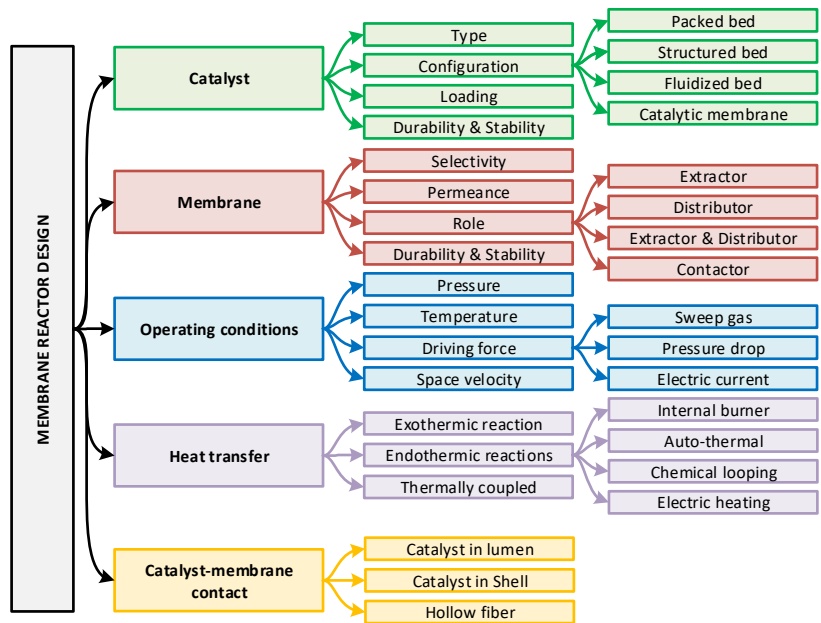 MEMBRANE REACTOR DESIGN
Catalyst
Type
Configuration
Loading
Durability & Stability
Packed bed
Structured bed
Fluidized bed
Catalytic membrane
Membrane
Selectivity
Permeance
Role
Durability & Stability
Extractor
Distributor
Extractor & Distributor
Contactor
Operating conditions
Pressure
Temperature
Driving force
Space velocity
Sweep gas
Pressure drop
Electric current
Heat transfer
Exothermic reaction
Endothermic reactions
Thermally coupled
Internal burner
Auto-thermal
Chemical looping
Electric heating
Catalyst-membrane
contact
Catalyst in lumen
Catalyst in Shell
Hollow fiber